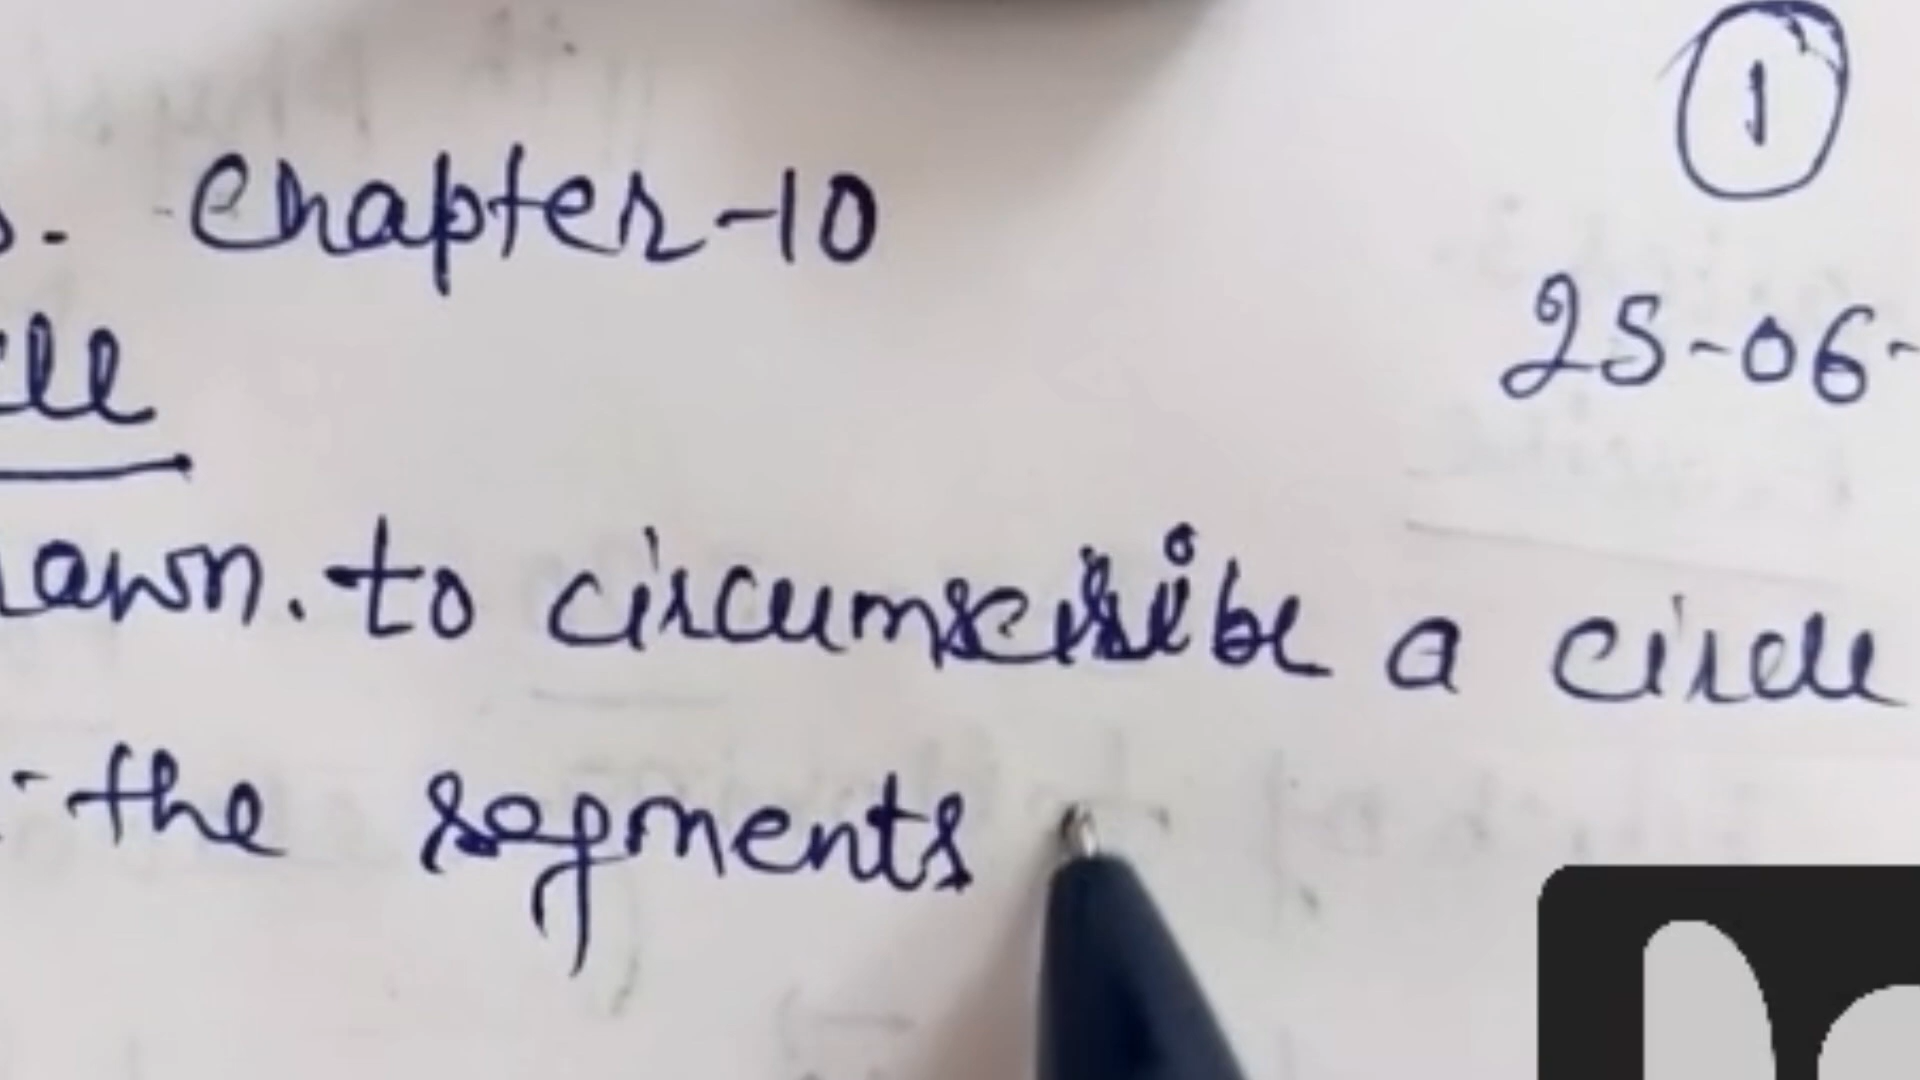 1
Chapter-10
25-06-
to circumscribe a circle
the segments